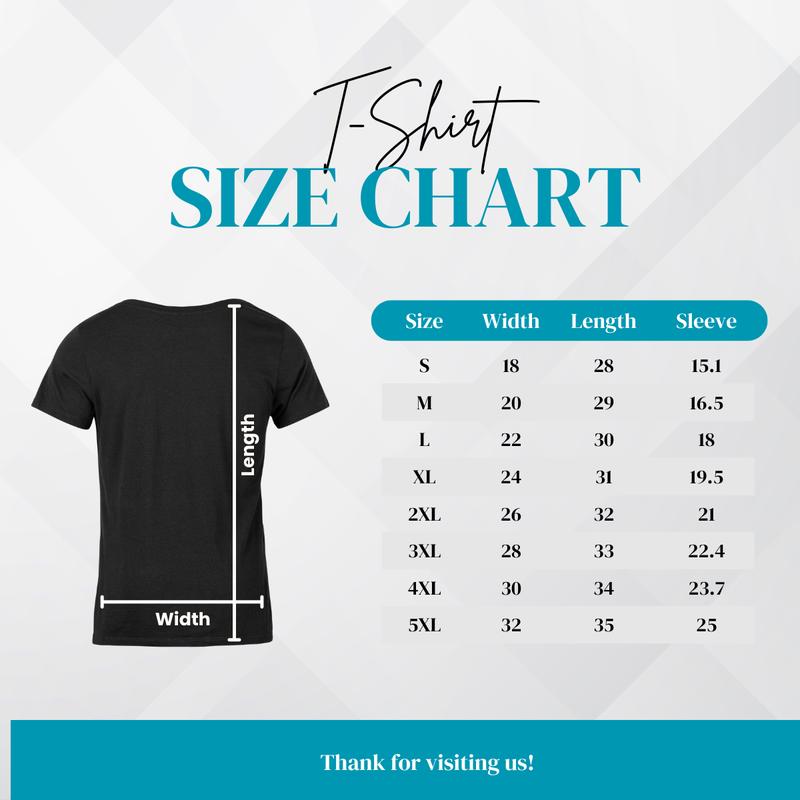 T-Shirt
SIZE CHART
Size Width Length Sleeve
S 18 28 15.1
M 20 29 16.5
L 22 30 18
XL 24 31 19.5
2XL 26 32 21
3XL 28 33 22.4
4XL 30 34 23.7
5XL 32 35 25
Length
Width
Thank for visiting us!